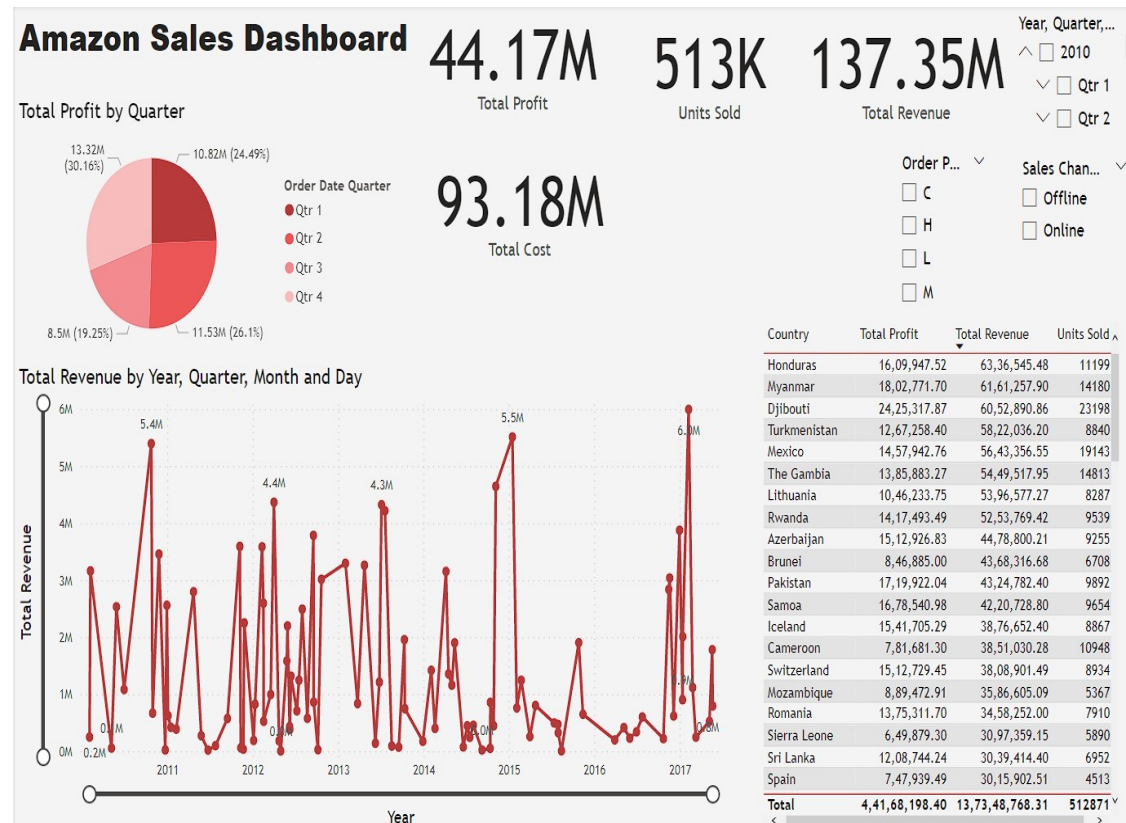 Amazon Sales Dashboard
44.17M
Total Profit
513K
Units Sold
137.35M
Total Revenue
Year, Quarter,...
2010
Qtr 1
Qtr 2
Total Profit by Quarter
13.32M
(30.16%)
10.82M (24.49%)
8.5M (19.25%)
11.53M (26.1%)
Order Date Quarter
Qtr 1
Qtr 2
Qtr 3
Qtr 4
93.18M
Total Cost
Order P...
C
H
L
M
Sales Chan...
Offline
Online
Total Revenue by Year, Quarter, Month and Day
Total Revenue
6M
5M
4M
3M
2M
1M
0M
0.2M
5.4M
4.4M
4.3M
5.5M
6.0M
0.8M
2011 2012 2013 2014 2015 2016 2017
Year
Country Total Profit Total Revenue Units Sold
Honduras 16,09,947.52 63,36,545.48 11199
Myanmar 18,02,771.70 61,61,257.90 14180
Djibouti 24,25,317.87 60,52,890.86 23198
Turkmenistan 12,67,258.40 58,22,036.20 8840
Mexico 14,57,942.76 56,43,356.55 19143
The Gambia 13,85,883.27 54,49,517.95 14813
Lithuania 10,46,233.75 53,96,577.27 8287
Rwanda 14,17,493.49 52,53,769.42 9539
Azerbaijan 15,12,926.83 44,78,800.21 9255
Brunei 8,46,885.00 43,68,316.68 6708
Pakistan 17,19,922.04 43,24,782.40 9892
Samoa 16,78,540.98 42,20,728.80 9654
Iceland 15,41,705.29 38,76,652.40 8867
Cameroon 7,81,681.30 38,51,030.28 10948
Switzerland 15,12,729.45 38,08,901.49 8934
Mozambique 8,89,472.91 35,86,605.09 5367
Romania 13,75,311.70 34,58,252.00 7910
Sierra Leone 6,49,879.30 30,97,359.15 5890
Sri Lanka 12,08,744.24 30,39,414.40 6952
Spain 7,47,939.49 30,15,902.51 4513
Total 4,41,68,198.40 13,73,48,768.31 512871